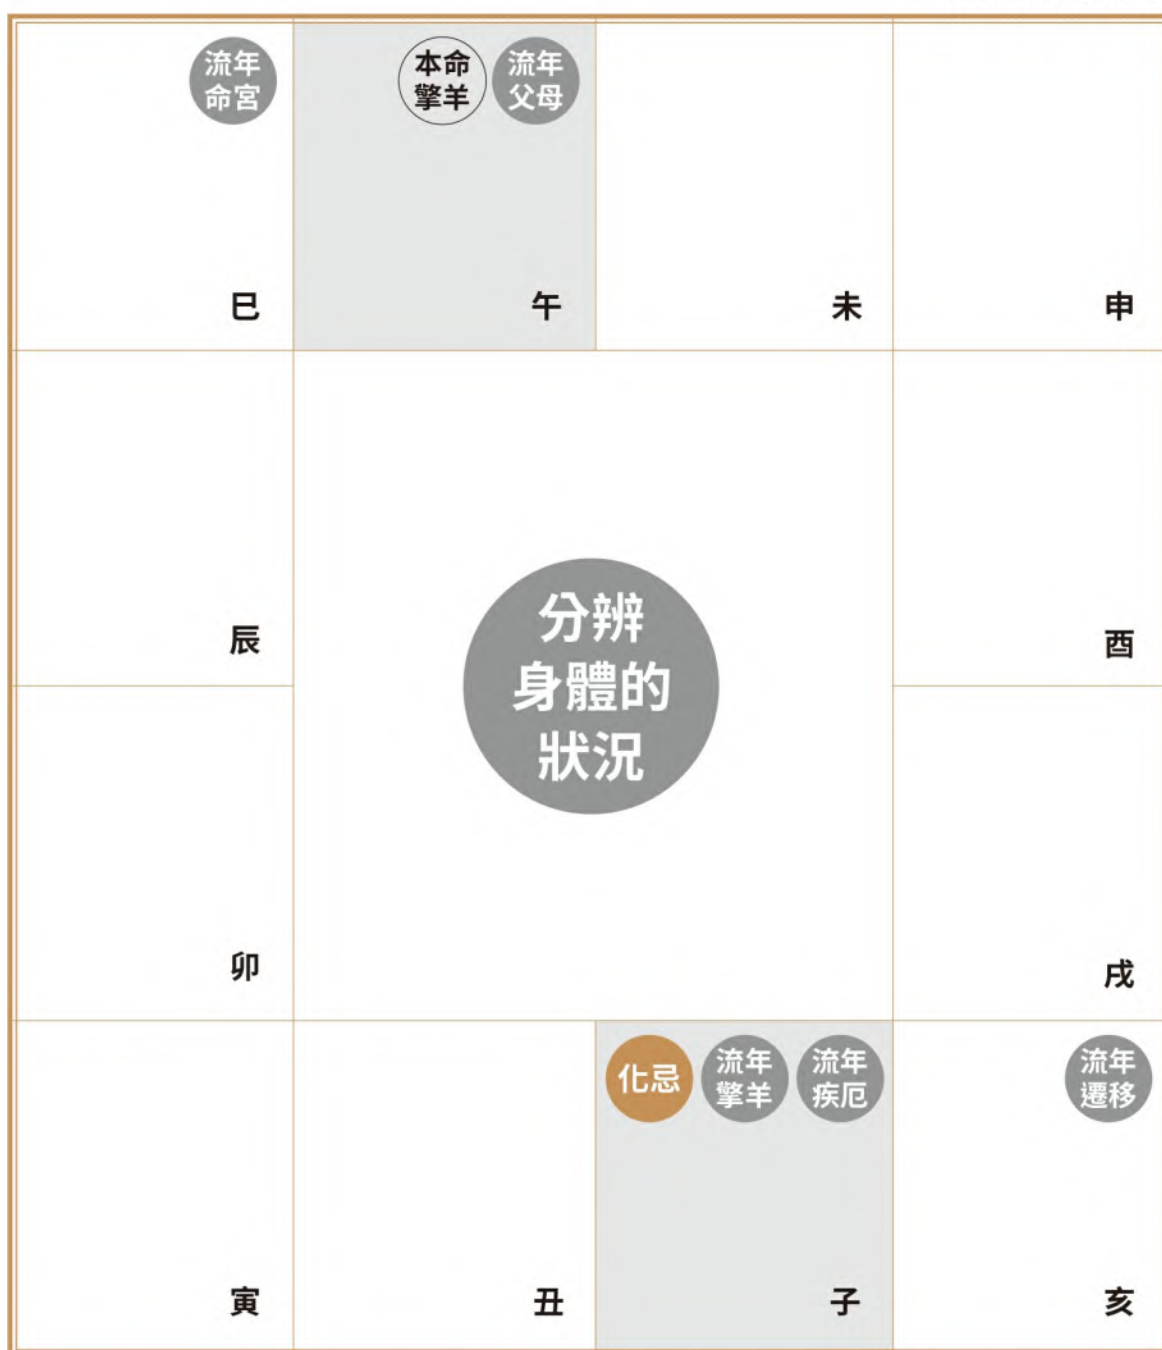 流年
命宮
本命
擎羊
流年
父母
巳
午
未
申
辰
分辨
身體的
狀況
酉
卯
戌
化忌
流年
擎羊
流年
疾厄
流年
遷移
寅
丑
子
亥